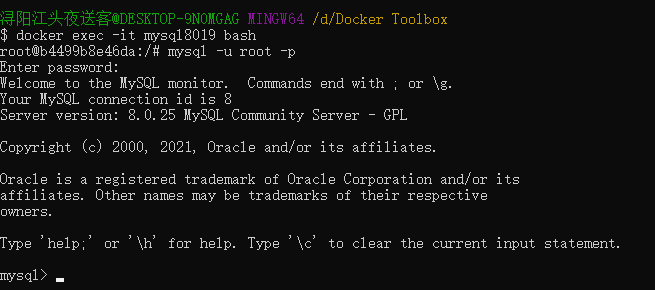 浔阳江头夜送客@DESKTOP-9NOMGAG MINGW64 /d/Docker Toolbox
$ docker exec -it mysql8019 bash
root@b4499b8e46da:/# mysql -u root -p
Enter password:
Welcome to the MySQL monitor.  Commands end with ; or \g.
Your MySQL connection id is 8
Server version: 8.0.25 MySQL Community Server - GPL
Copyright (c) 2000, 2021, Oracle and/or its affiliates.
Oracle is a registered trademark of Oracle Corporation and/or its
affiliates. Other names may be trademarks of their respective
owners.
Type 'help;' or '\h' for help. Type '\c' to clear the current input statement.
mysql>